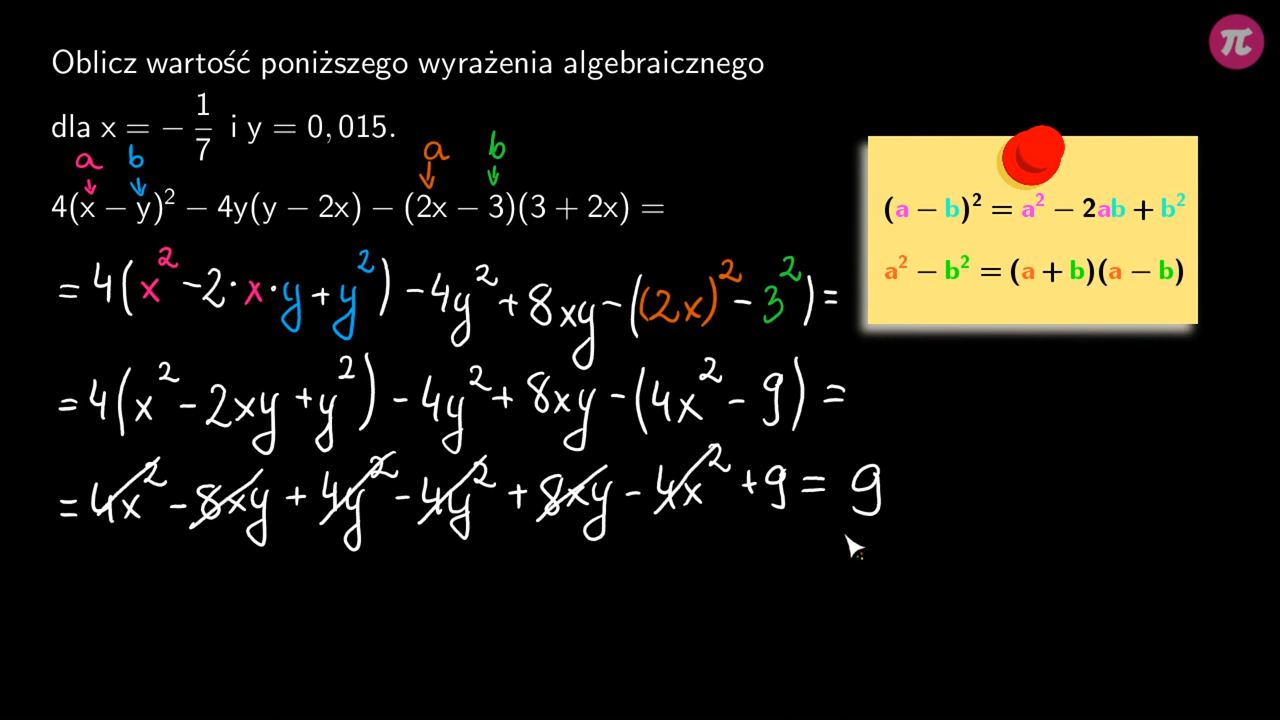 Oblicz wartość poniższego wyrażenia algebraicznego
dla x = − 1/7 i y = 0,015.
a b a b
4(x − y)² − 4y(y − 2x) − (2x − 3)(3 + 2x) =
= 4(x² - 2·x·y + y²) - 4y² + 8xy - ((2x)² - 3²) =
= 4(x² - 2xy + y²) - 4y² + 8xy - (4x² - 9) =
= 4x² - 8xy + 4y² - 4y² + 8xy - 4x² + 9 = 9
π
(a − b)² = a² − 2ab + b²
a² − b² = (a + b)(a − b)